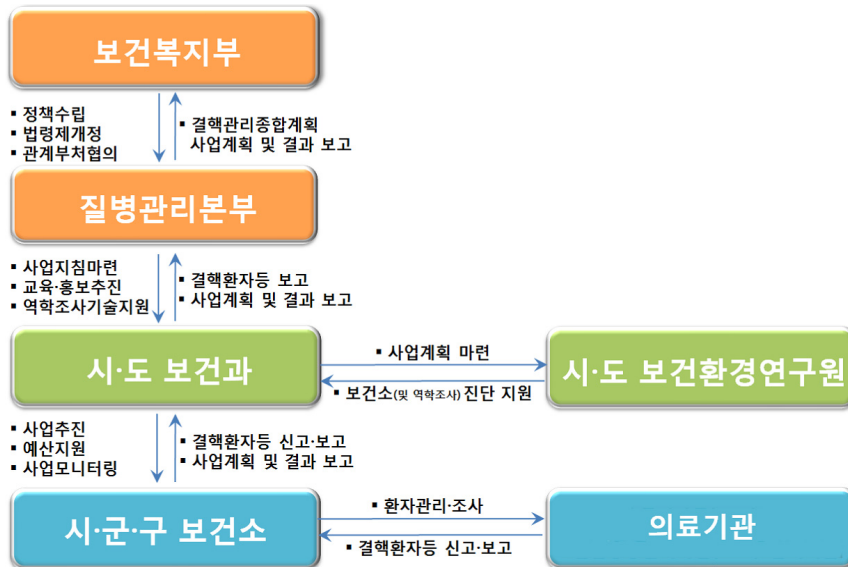 보건복지부
▪ 정책수립
▪ 법령제개정
▪ 관계부처협의
▪ 결핵관리종합계획
사업계획 및 결과 보고
질병관리본부
▪ 사업지침마련
▪ 교육·홍보추진
▪ 역학조사기술지원
▪ 결핵환자등 보고
▪ 사업계획 및 결과 보고
시·도 보건과
▪ 사업계획 마련
▪ 보건소(및 역학조사) 진단 지원
시·도 보건환경연구원
▪ 사업추진
▪ 예산지원
▪ 사업모니터링
▪ 결핵환자등 신고·보고
▪ 사업계획 및 결과 보고
시·군·구 보건소
▪ 환자관리·조사
▪ 결핵환자등 신고·보고
의료기관